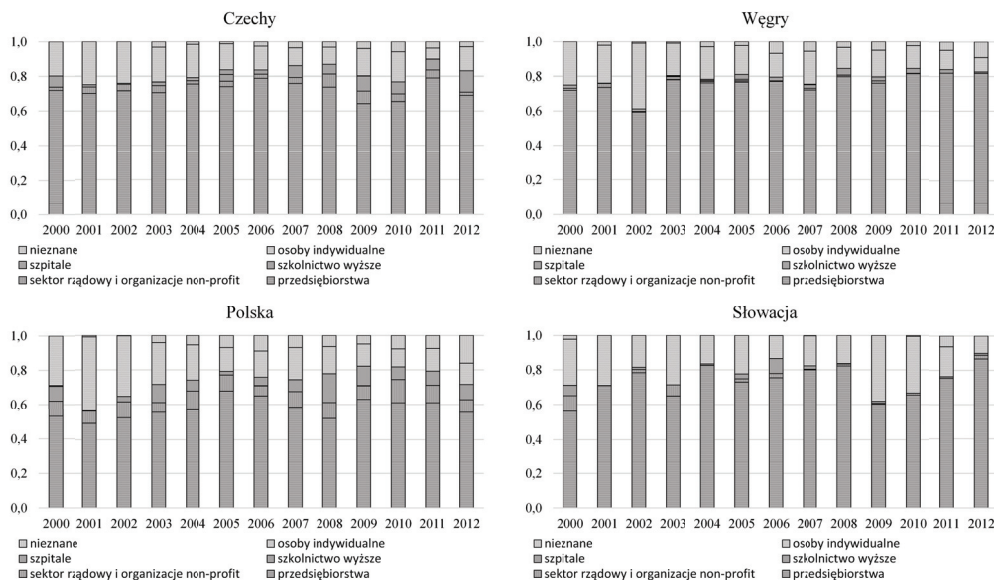 Czechy
1,0
0,8
0,6
0,4
0,2
0,0
2000 2001 2002 2003 2004 2005 2006 2007 2008 2009 2010 2011 2012
nieznane osoby indywidualne
szpitale szkolnictwo wyższe
sektor rządowy i organizacje non-profit przedsiębiorstwa
Węgry
1,0
0,8
0,6
0,4
0,2
0,0
2000 2001 2002 2003 2004 2005 2006 2007 2008 2009 2010 2011 2012
nieznane osoby indywidualne
szpitale szkolnictwo wyższe
sektor rządowy i organizacje non-profit przedsiębiorstwa
Polska
1,0
0,8
0,6
0,4
0,2
0,0
2000 2001 2002 2003 2004 2005 2006 2007 2008 2009 2010 2011 2012
nieznane osoby indywidualne
szpitale szkolnictwo wyższe
sektor rządowy i organizacje non-profit przedsiębiorstwa
Słowacja
1,0
0,8
0,6
0,4
0,2
0,0
2000 2001 2002 2003 2004 2005 2006 2007 2008 2009 2010 2011 2012
nieznane osoby indywidualne
szpitale szkolnictwo wyższe
sektor rządowy i organizacje non-profit przedsiębiorstwa